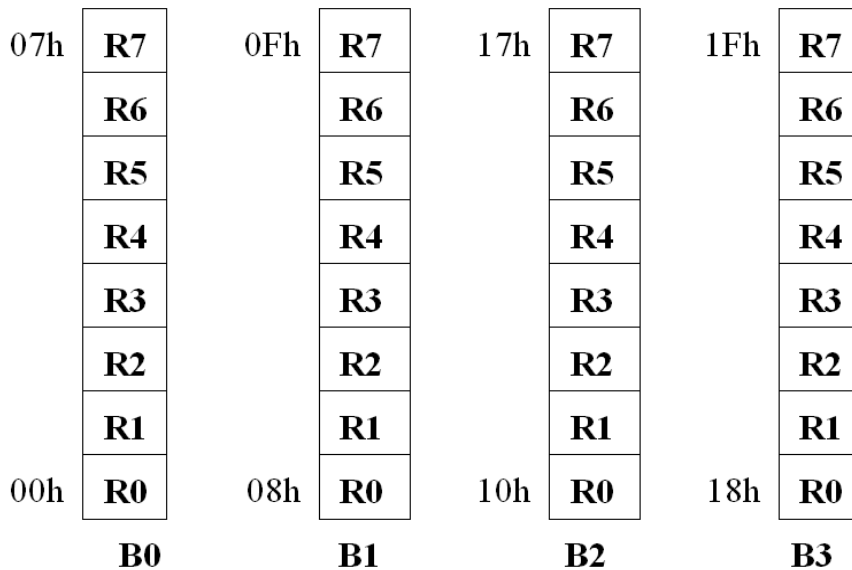 07h R7 0Fh R7 17h R7 1Fh R7
R6 R6 R6 R6
R5 R5 R5 R5
R4 R4 R4 R4
R3 R3 R3 R3
R2 R2 R2 R2
R1 R1 R1 R1
00h R0 08h R0 10h R0 18h R0
B0 B1 B2 B3